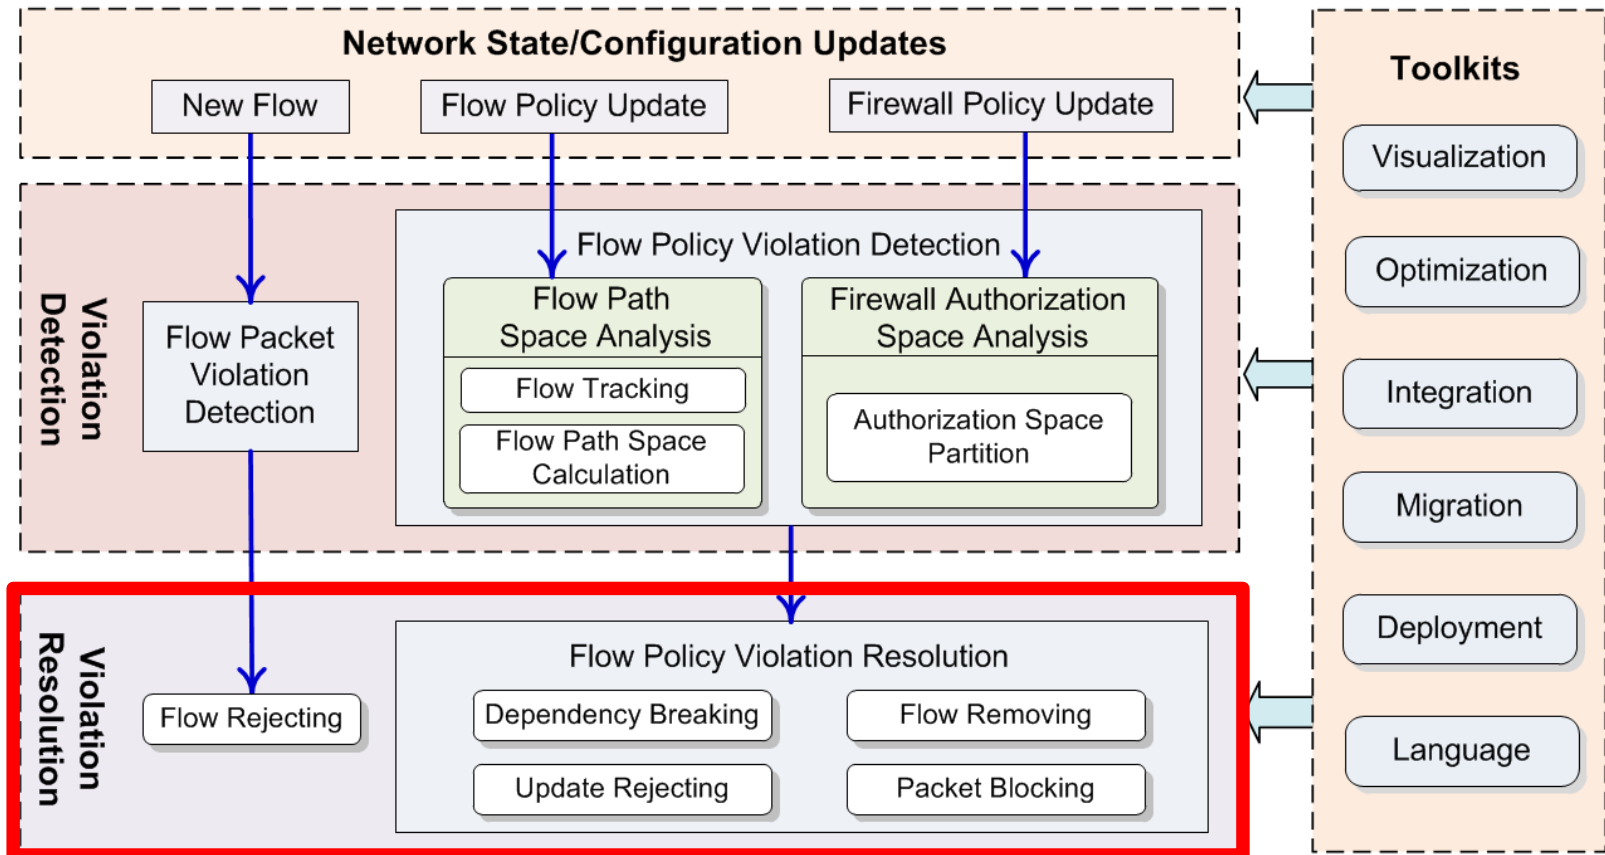 Network State/Configuration Updates
New Flow
Flow Policy Update
Firewall Policy Update
Violation
Detection
Flow Packet
Violation
Detection
Flow Policy Violation Detection
Flow Path
Space Analysis
Flow Tracking
Flow Path Space
Calculation
Firewall Authorization
Space Analysis
Authorization Space
Partition
Violation
Resolution
Flow Rejecting
Flow Policy Violation Resolution
Dependency Breaking
Flow Removing
Update Rejecting
Packet Blocking
Toolkits
Visualization
Optimization
Integration
Migration
Deployment
Language